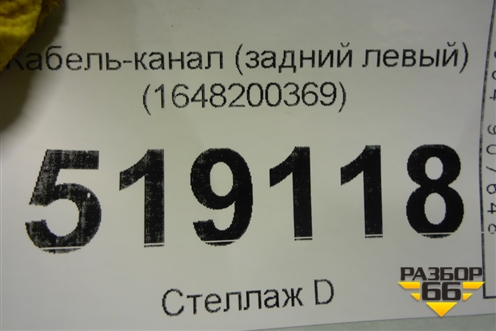 Кабель-канал (задний левый)
(1648200369)
519118
Стеллаж D
РАЗБОР
66